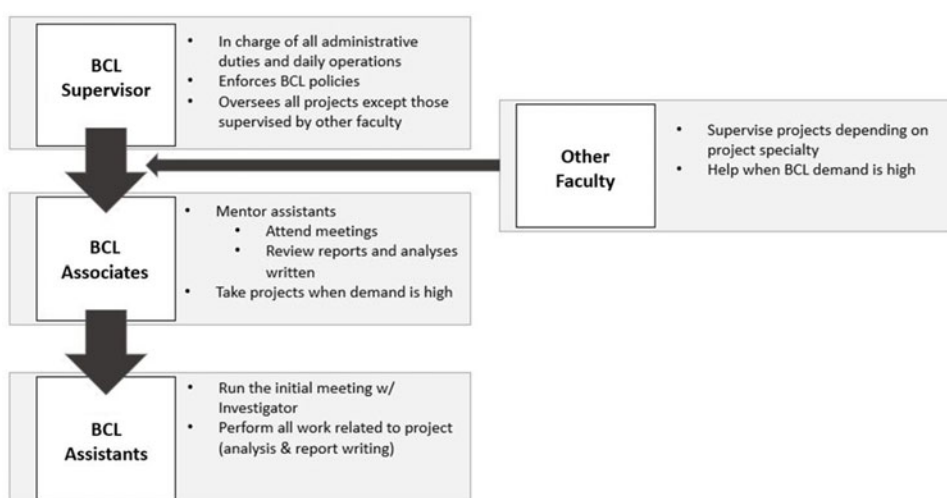 BCL
Supervisor
• In charge of all administrative
duties and daily operations
• Enforces BCL policies
• Oversees all projects except those
supervised by other faculty
Other
Faculty
• Supervise projects depending on
project specialty
• Help when BCL demand is high
BCL
Associates
• Mentor assistants
• Attend meetings
• Review reports and analyses
written
• Take projects when demand is high
BCL
Assistants
• Run the initial meeting w/
Investigator
• Perform all work related to project
(analysis & report writing)